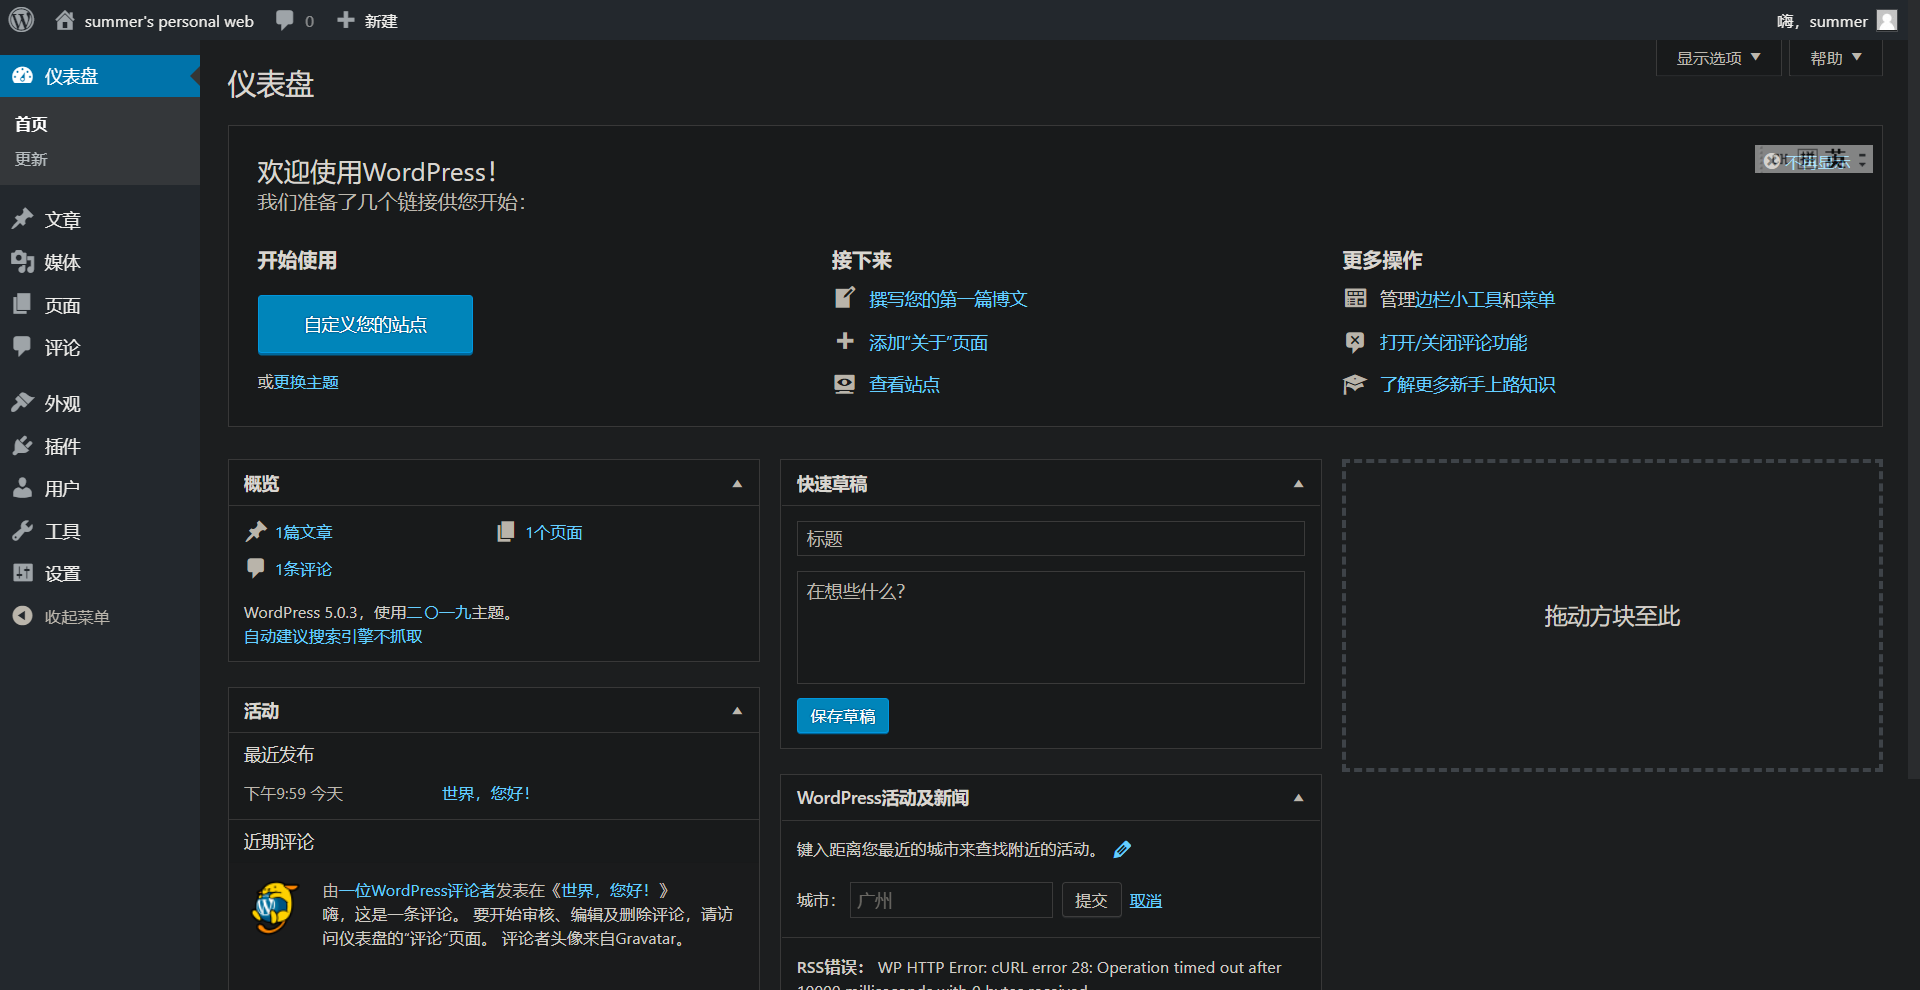 summer's personal web
0
新建
嗨，summer
仪表盘
首页
更新
文章
媒体
页面
评论
外观
插件
用户
工具
设置
收起菜单
显示选项
帮助
仪表盘
欢迎使用WordPress！
我们准备了几个链接供您开始：
不再显示
英
开始使用
自定义您的站点
或更换主题
接下来
撰写您的第一篇博文
添加“关于”页面
查看站点
更多操作
管理边栏小工具和菜单
打开/关闭评论功能
了解更多新手上路知识
概览
1篇文章
1个页面
1条评论
WordPress 5.0.3，使用二〇一九主题。
自动建议搜索引擎不抓取
活动
最近发布
下午9:59 今天
世界，您好！
近期评论
由一位WordPress评论者发表在《世界，您好！》
嗨，这是一条评论。 要开始审核、编辑及删除评论，请访
问仪表盘的“评论”页面。 评论者头像来自Gravatar。
快速草稿
标题
在想些什么？
保存草稿
WordPress活动及新闻
键入距离您最近的城市来查找附近的活动。
城市：
广州
提交
取消
RSS错误： WP HTTP Error: cURL error 28: Operation timed out after
10000 milliseconds with 0 bytes received
拖动方块至此